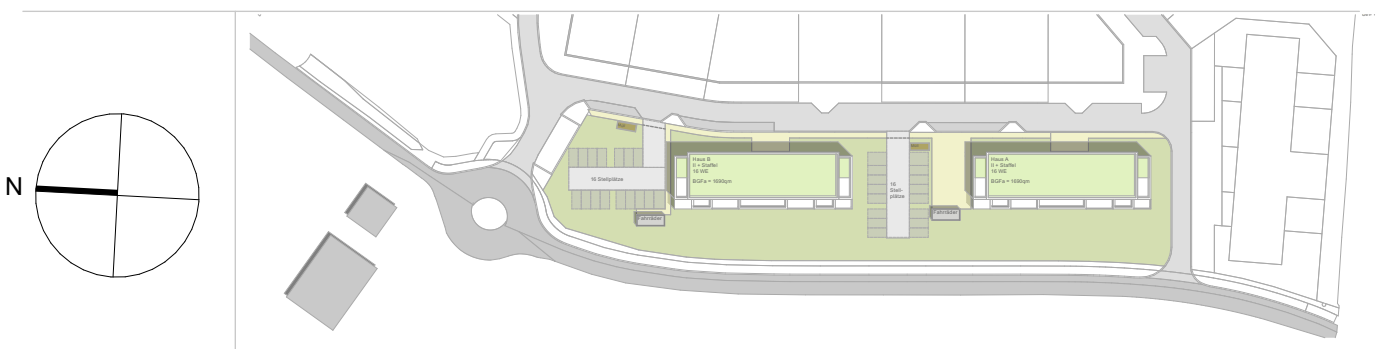 N
Haus B
II + Staffel
16 WE
BGFa = 1690qm
16 Stellplätze
Fahrräder
16
Stell-
plätze
Fahrräder
Haus A
II + Staffel
16 WE
BGFa = 1690qm